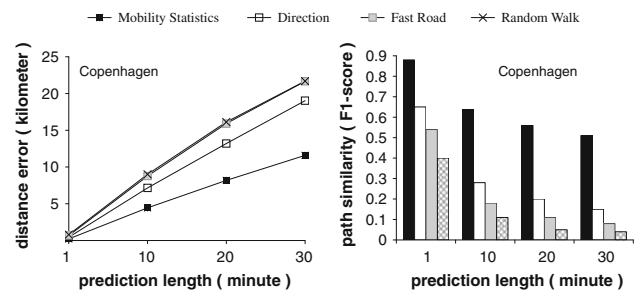 Mobility Statistics Direction Fast Road Random Walk
Copenhagen
distance error ( kilometer )
25
20
15
10
5
1 10 20 30
prediction length ( minute )
Copenhagen
path similarity ( F1-score )
0.9
0.8
0.7
0.6
0.5
0.4
0.3
0.2
0.1
0
1 10 20 30
prediction length ( minute )